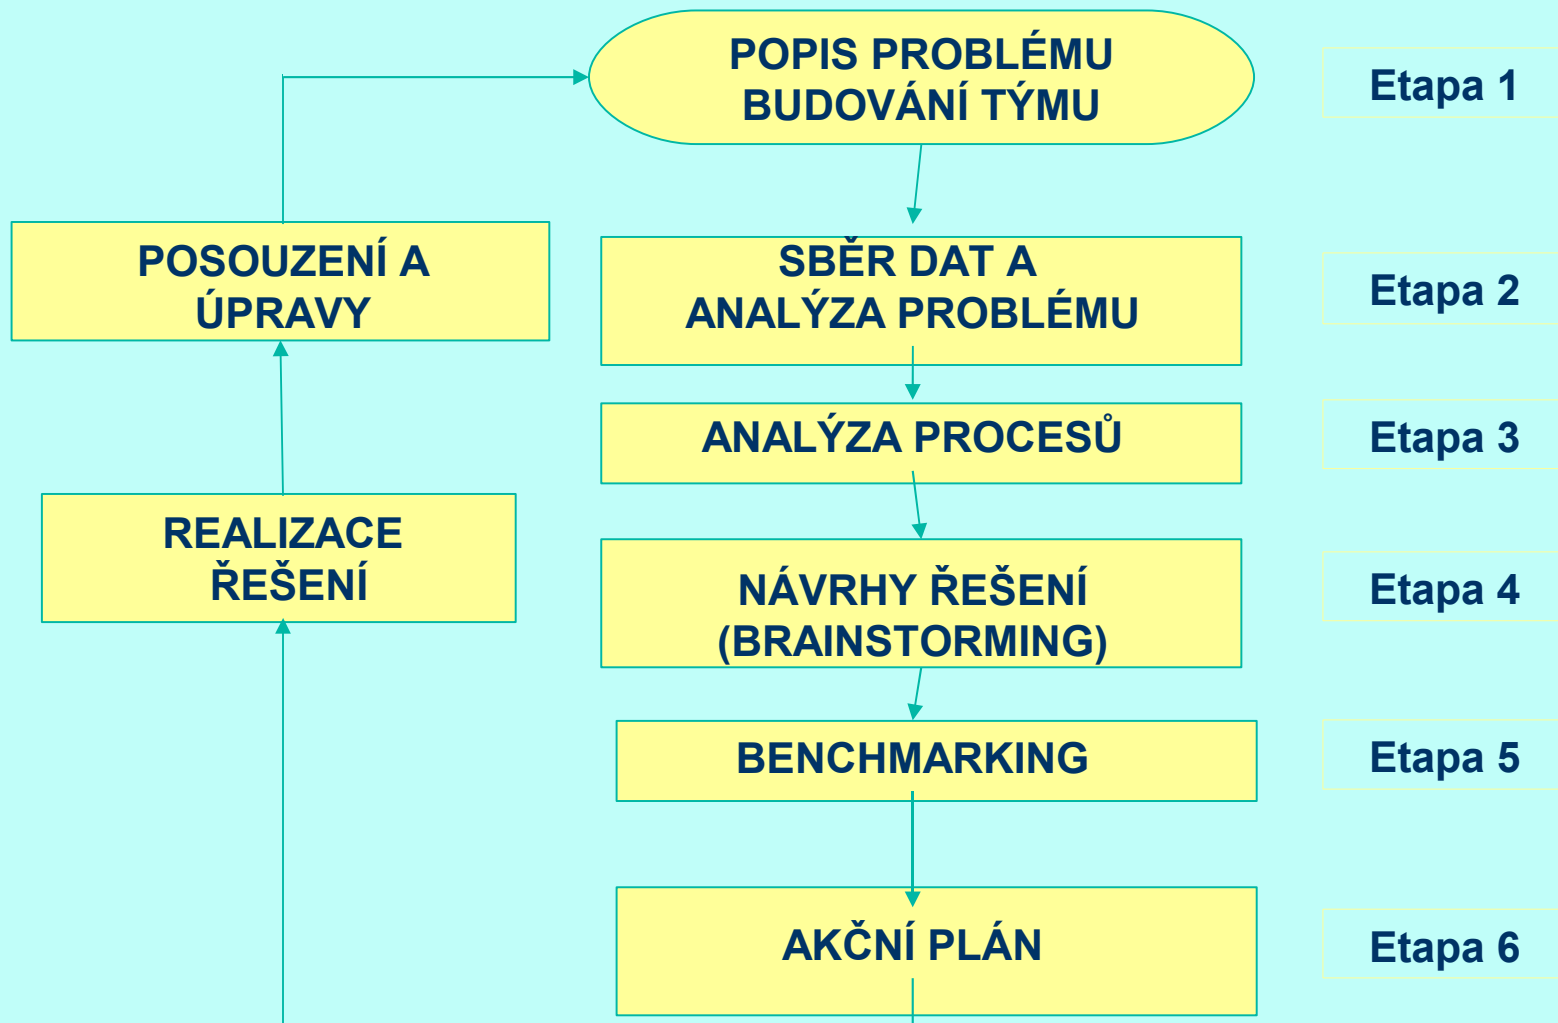 POPIS PROBLÉMU
BUDOVÁNÍ TÝMU
Etapa 1
POSOUZENÍ A
ÚPRAVY
SBĚR DAT A
ANALÝZA PROBLÉMU
Etapa 2
ANALÝZA PROCESŮ
Etapa 3
REALIZACE
ŘEŠENÍ
NÁVRHY ŘEŠENÍ
(BRAINSTORMING)
Etapa 4
BENCHMARKING
Etapa 5
AKČNÍ PLÁN
Etapa 6